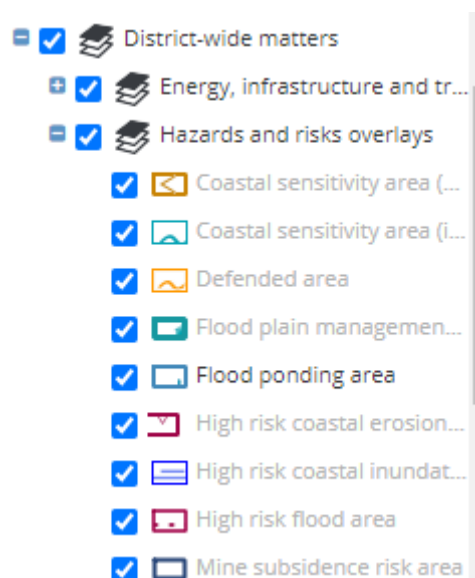 District-wide matters
Energy, infrastructure and tr...
Hazards and risks overlays
Coastal sensitivity area (...
Coastal sensitivity area (i...
Defended area
Flood plain managemen...
Flood ponding area
High risk coastal erosion...
High risk coastal inundat...
High risk flood area
Mine subsidence risk area